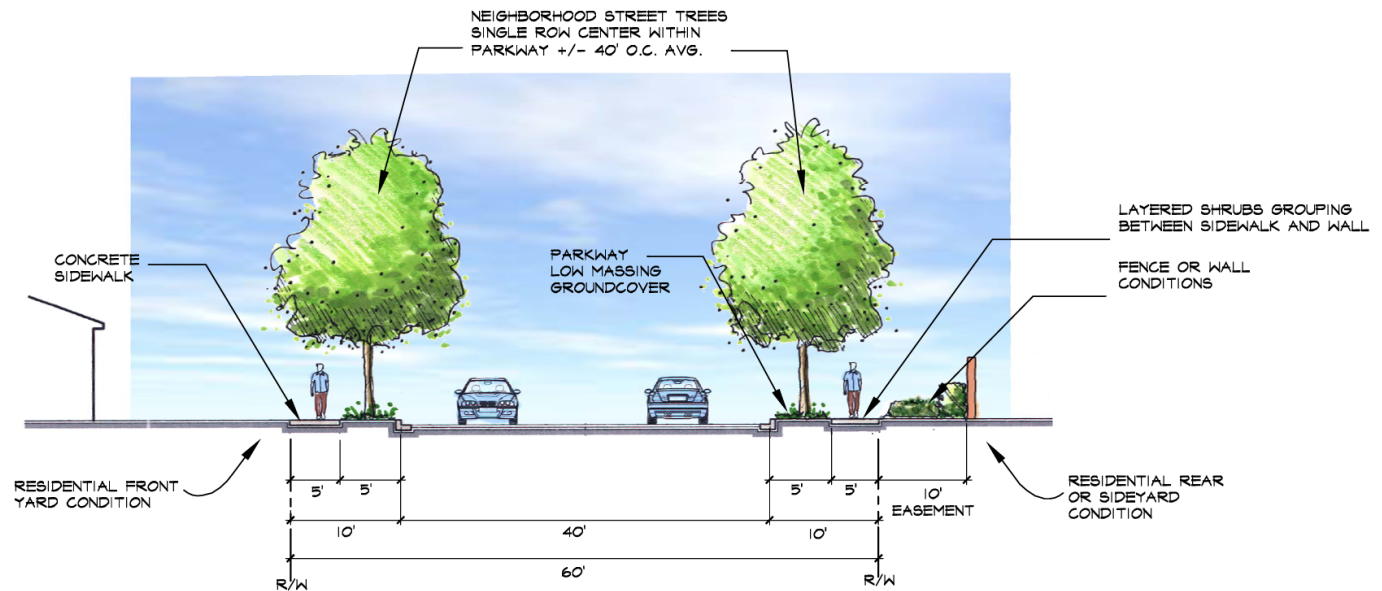 NEIGHBORHOOD STREET TREES
SINGLE ROW CENTER WITHIN
PARKWAY +/- 40' O.C. AVG.
LAYERED SHRUBS GROUPING
BETWEEN SIDEWALK AND WALL
CONCRETE
SIDEWALK
PARKWAY
LOW MASSING
GROUNDCOVER
FENCE OR WALL
CONDITIONS
RESIDENTIAL FRONT
YARD CONDITION
5'
5'
5'
5'
10'
EASEMENT
RESIDENTIAL REAR
OR SIDEYARD
CONDITION
10'
40'
10'
60'
R/W
R/W